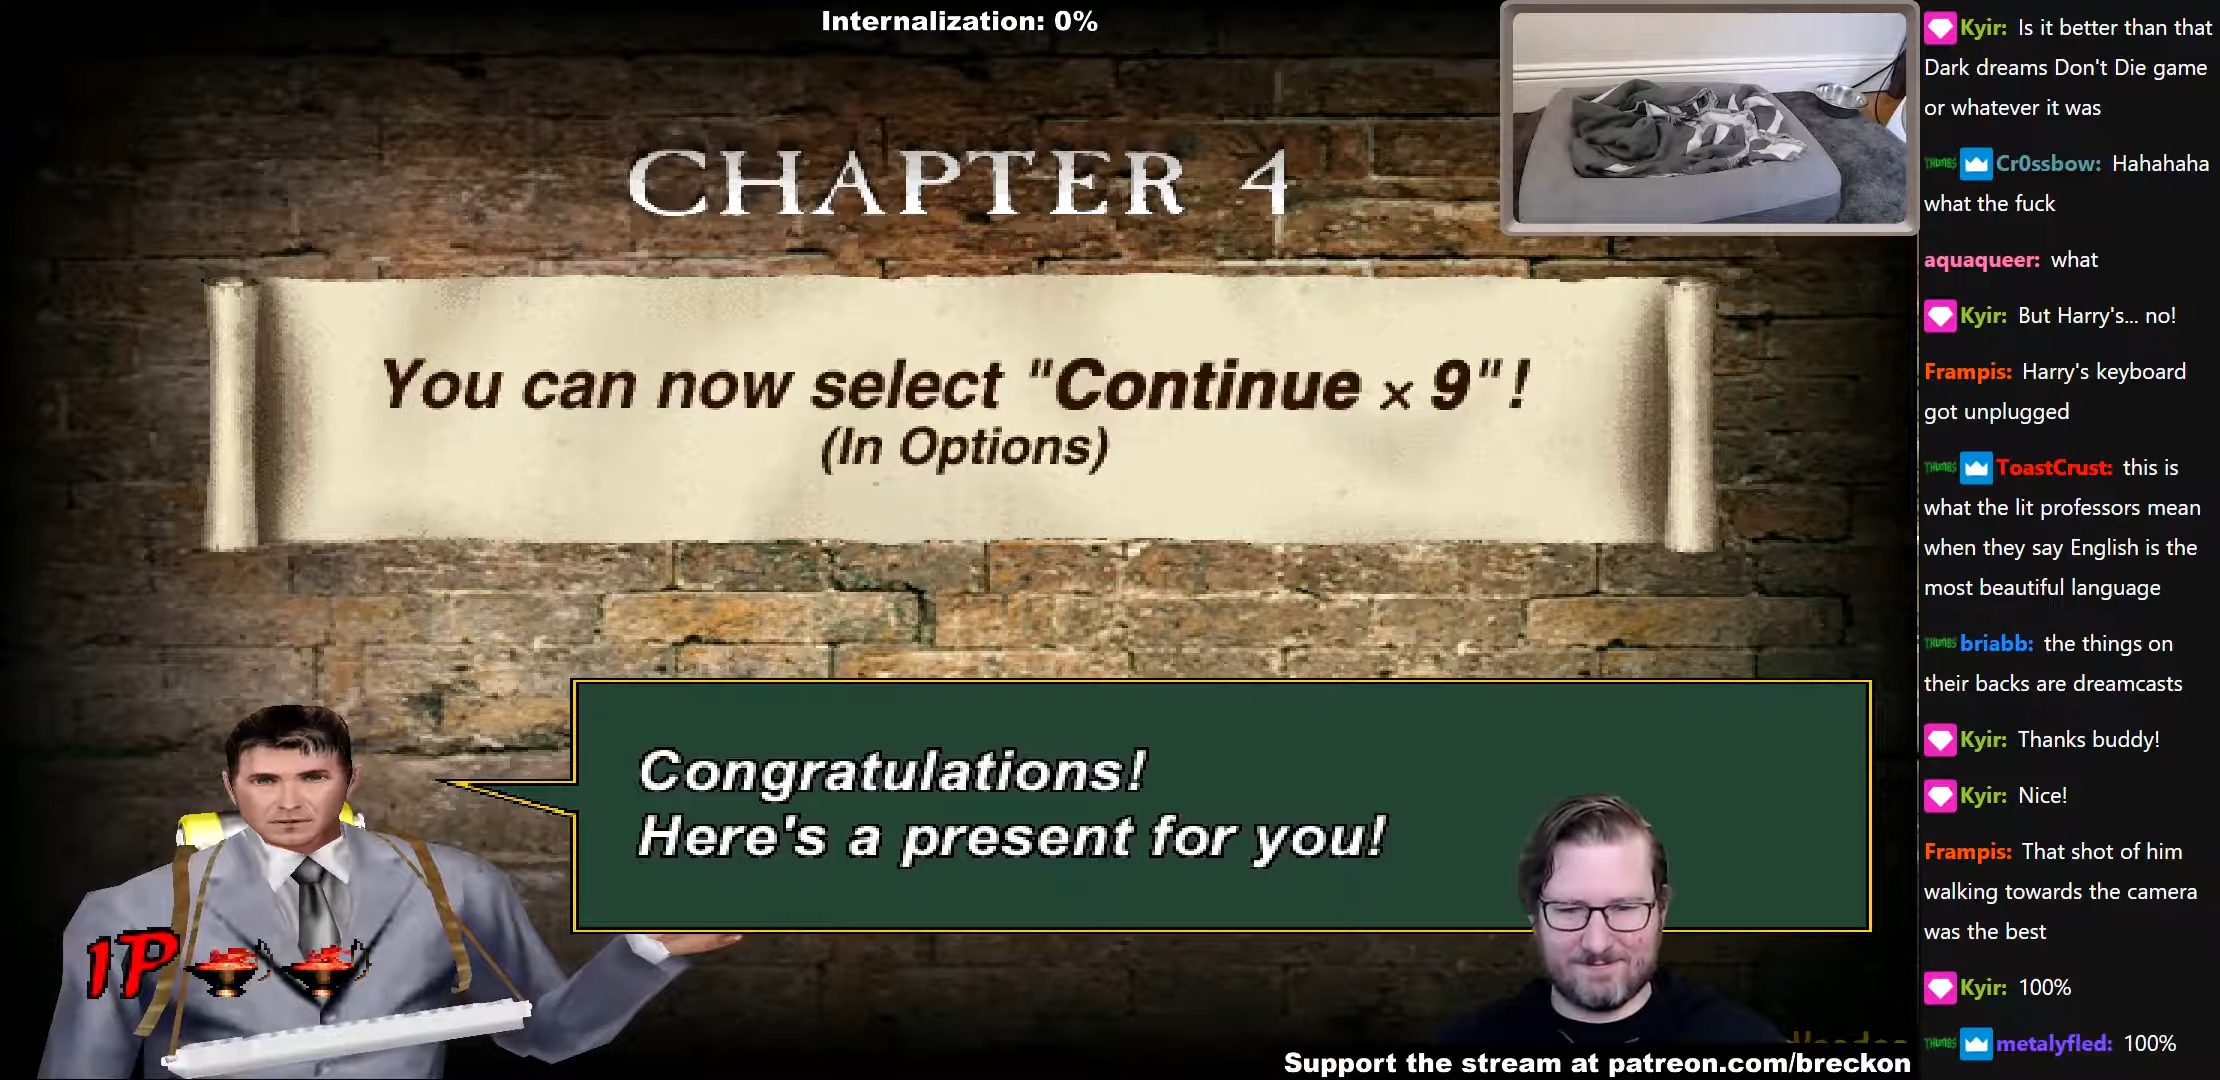 Internalization: 0%
CHAPTER 4
You can now select "Continue × 9"!
(In Options)
Congratulations!
Here's a present for you!
1P
Support the stream at patreon.com/breckon
Kyir: Is it better than that
Dark dreams Don't Die game
or whatever it was
THUMBS Cr0ssbow: Hahahaha
what the fuck
aquaqueer: what
Kyir: But Harry's... no!
Frampis: Harry's keyboard
got unplugged
THUMBS ToastCrust: this is
what the lit professors mean
when they say English is the
most beautiful language
THUMBS briabb: the things on
their backs are dreamcasts
Kyir: Thanks buddy!
Kyir: Nice!
Frampis: That shot of him
walking towards the camera
was the best
Kyir: 100%
THUMBS metalyfled: 100%